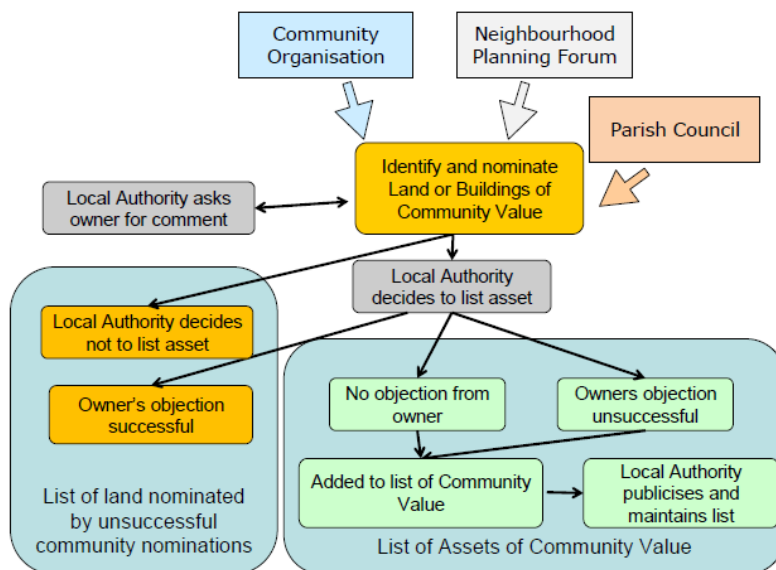 Community
Organisation
Neighbourhood
Planning Forum
Parish Council
Identify and nominate
Land or Buildings of
Community Value
Local Authority asks
owner for comment
Local Authority
decides to list asset
Local Authority decides
not to list asset
Owner's objection
successful
No objection from
owner
Owners objection
unsuccessful
Added to list of Community
Value
Local Authority
publicises and
maintains list
List of land nominated
by unsuccessful
community nominations
List of Assets of Community Value